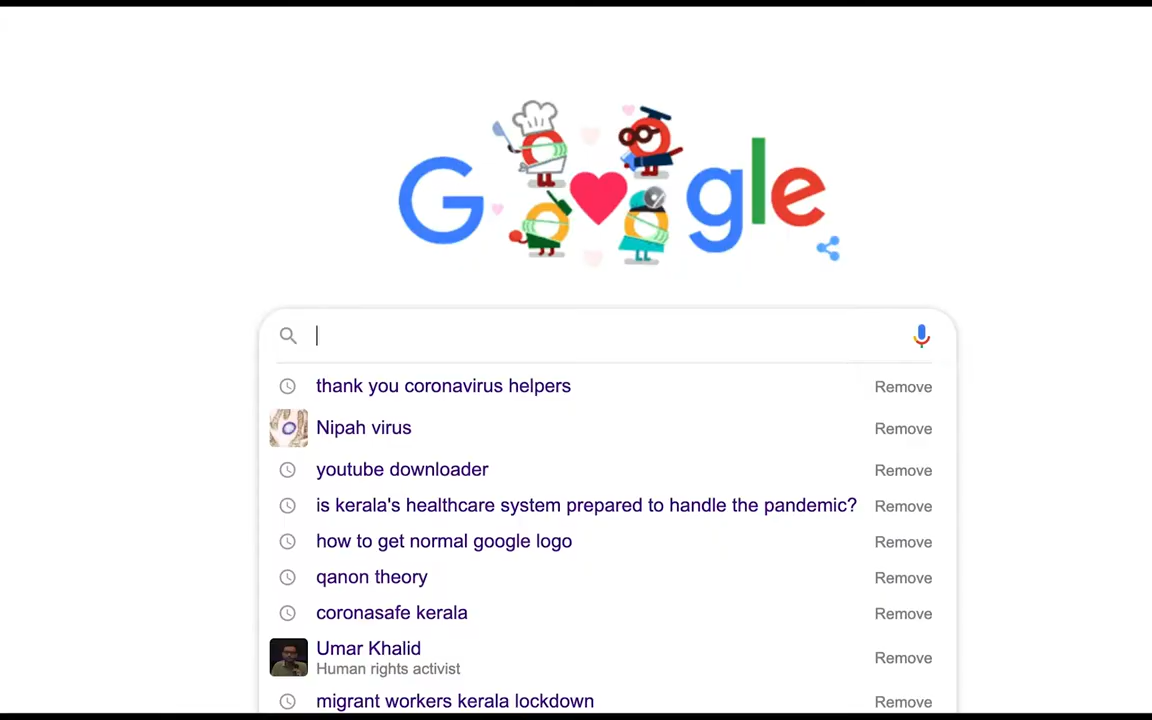 Google
thank you coronavirus helpers Remove
Nipah virus Remove
youtube downloader Remove
is kerala's healthcare system prepared to handle the pandemic? Remove
how to get normal google logo Remove
qanon theory Remove
coronasafe kerala Remove
Umar Khalid
Human rights activist Remove
migrant workers kerala lockdown Remove